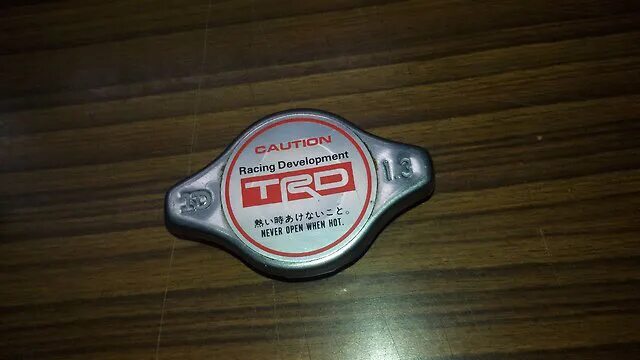 CAUTION
Racing Development
TRD
熱い時あけないこと。
NEVER OPEN WHEN HOT.
1.3